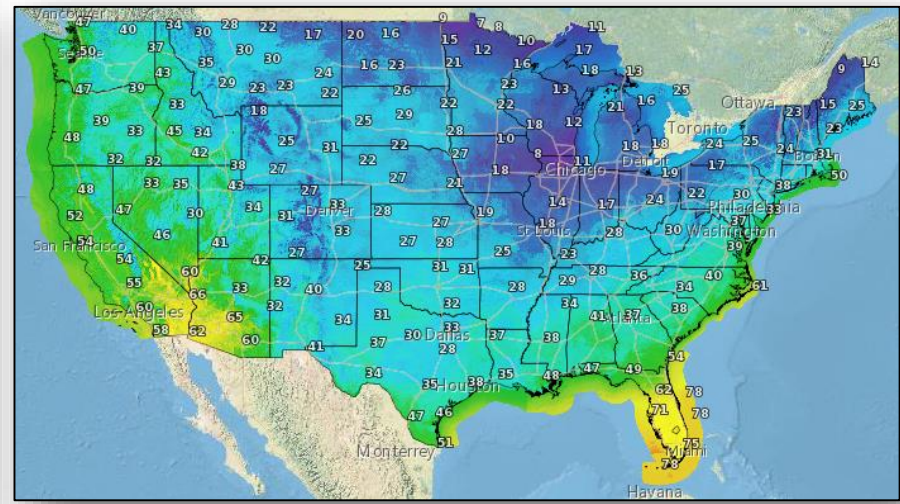 Vancouver
47 40 34 30 28 22 17 20 16 9 7 8 10 11
Seattle
50 37 35 30 30 15 12 16 17
43 29 24 16 23 21 18 13 9 14
47 39 23 23 22 26 23 13 25
33 18 22 22 21 16 Ottawa 15 25
39 33 45 34 25 29 18 12 Toronto 23 23
48 42 25 31 22 28 10 18 18 24 25 24 Boston 31
32 32 38 27 22 27 8 11 Detroit 19 17
48 33 35 43 27 27 21 18 Chicago 50
47 30 34 33 14 17 24 22 30 38
52 31 Denver 28 19 Philadelphia 33
San Francisco 46 41 33 27 18 St Louis 28 30 37 Washington
54 27 27 28 25 23 39
54 60 42 25 31 31 28 36 40
55 66 33 32 40 28 28 29 34 61
60 32 32 34 38
Los Angeles 65 34 31 41 37 Atlanta
58 62 60 41 37 30 Dallas 33 37 38
28
34 35 Houston 38 35 48 47 49 54
47 46 62 78
71 78
Monterrey 51 75
Miami
78
Havana